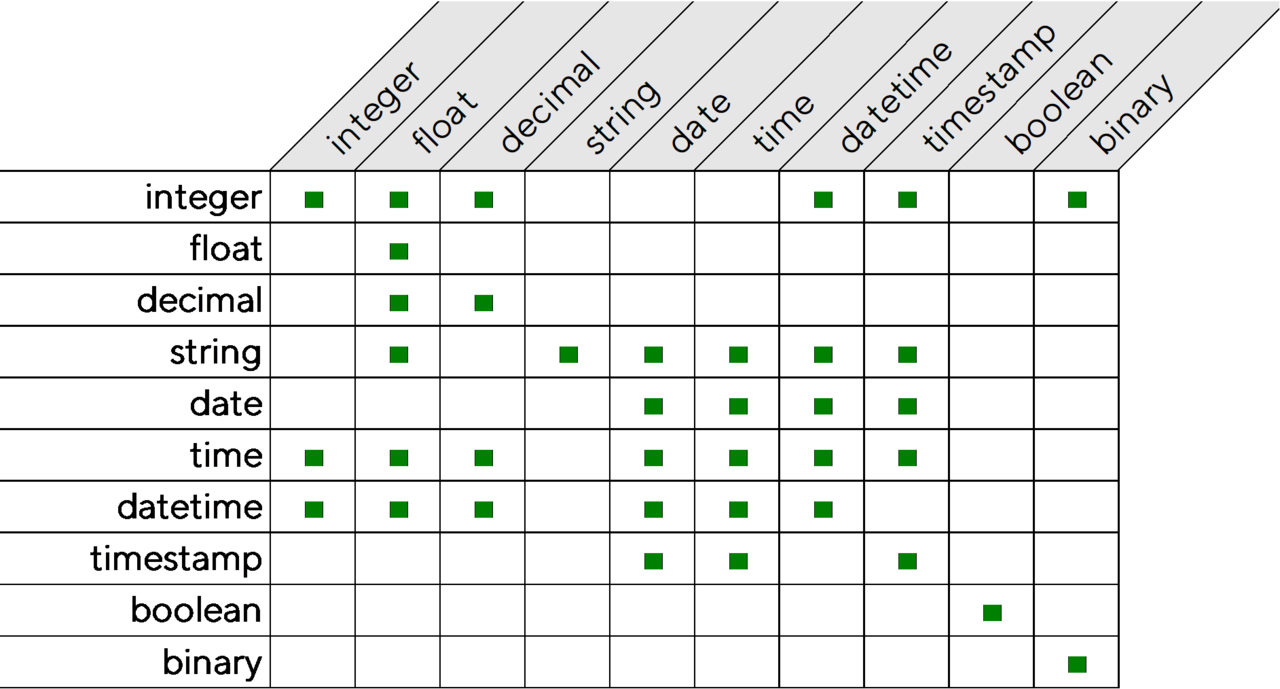 integer
float
decimal
string
date
time
datetime
timestamp
boolean
binary
integer
float
decimal
string
date
time
datetime
timestamp
boolean
binary